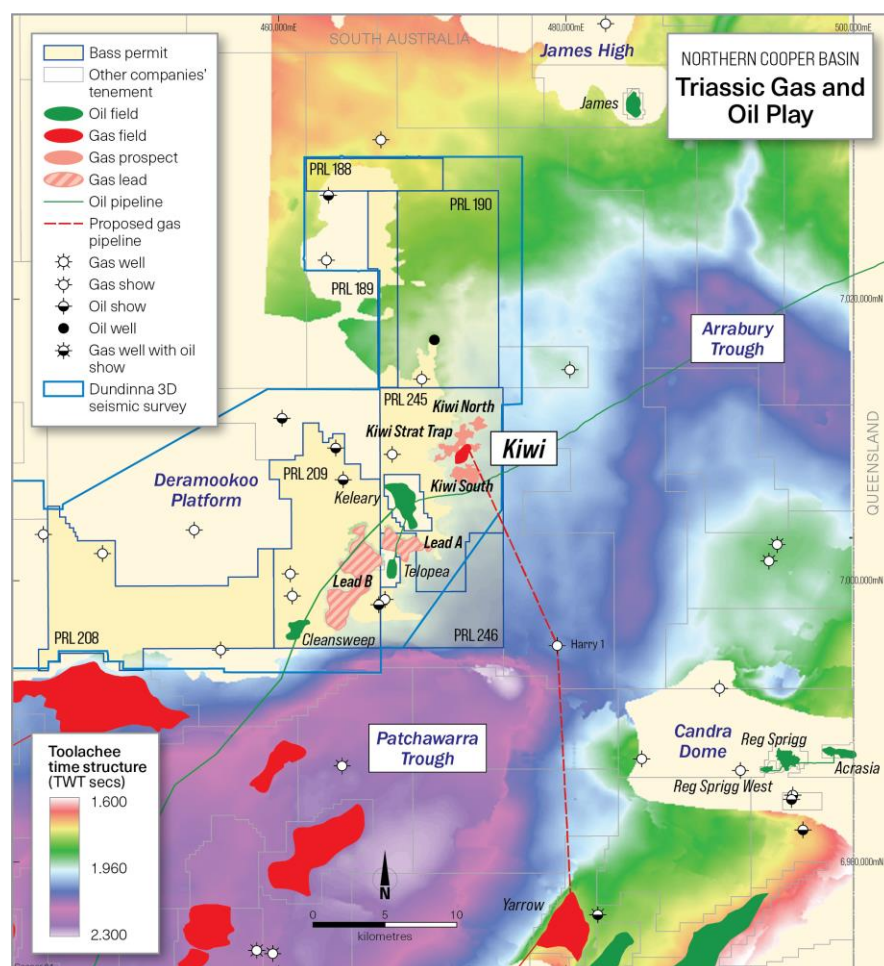 460,000mE
480,000mE
500,000mE
SOUTH AUSTRALIA
James High
NORTHERN COOPER BASIN
Triassic Gas and
Oil Play
Bass permit
Other companies'
tenement
Oil field
Gas field
Gas prospect
Gas lead
Oil pipeline
Proposed gas
pipeline
Gas well
Gas show
Oil show
Oil well
Gas well with oil
show
Dundinna 3D
seismic survey
James
PRL 188
PRL 190
PRL 189
7,020,000mN
Arrabury
Trough
QUEENSLAND
PRL 245
Kiwi North
Kiwi Strat Trap
Kiwi
Kiwi South
PRL 209
Deramookoo
Platform
Keleary
Lead A
Telopea
Lead B
7,000,000mN
Cleansweep
PRL 208
PRL 246
Harry 1
Toolachee
time structure
(TWT secs)
1.600
1.960
2.300
Patchawarra
Trough
Candra
Dome
Reg Sprigg
Acrasia
Reg Sprigg West
6,980,000mN
N
Yarrow
0
5
10
kilometres